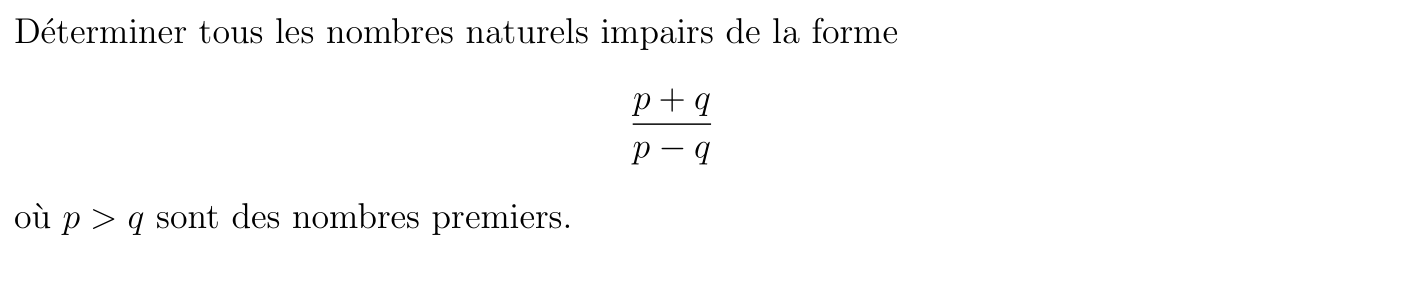 Déterminer tous les nombres naturels impairs de la forme
\frac{p + q}{p - q}
où p > q sont des nombres premiers.